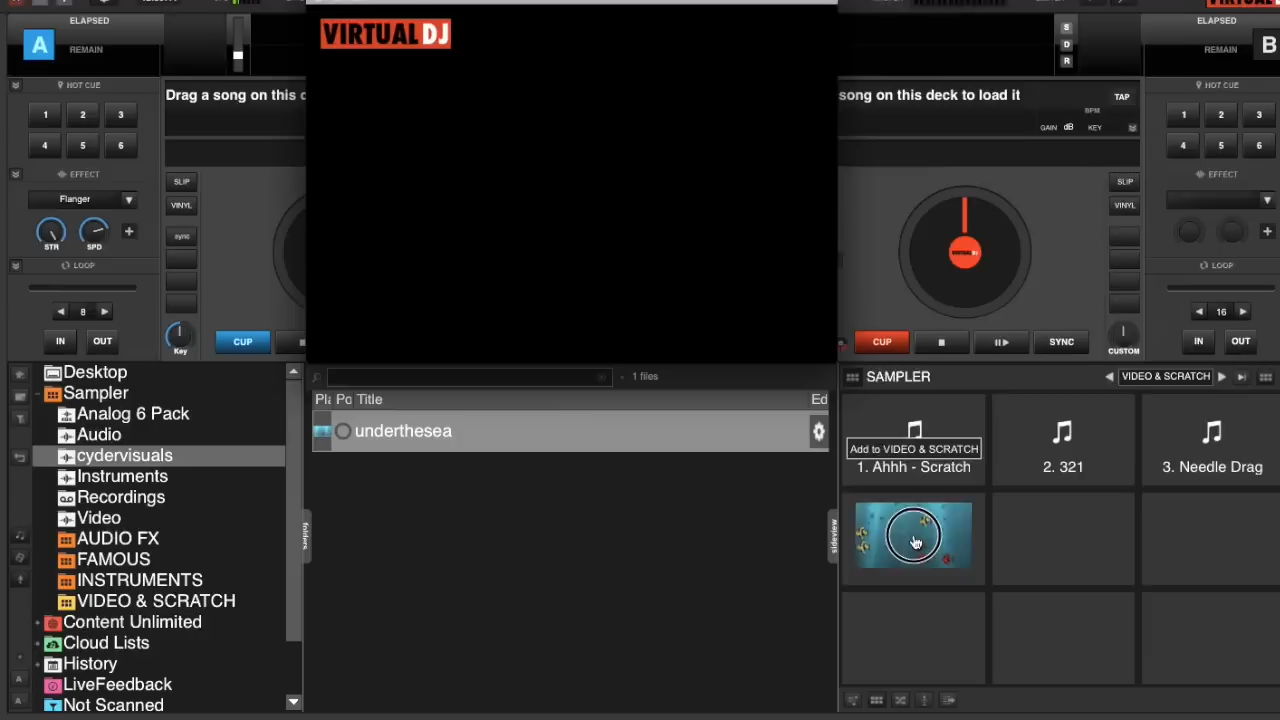 ELAPSED
A
REMAIN
VIRTUAL DJ
S
D
R
ELAPSED
REMAIN
B
HOT CUE
1 2 3
4 5 6
Drag a song on this
song on this deck to load it
TAP
BPM
GAIN dB KEY
HOT CUE
1 2 3
4 5 6
EFFECT
Flanger
STR SPD
SLIP
VINYL
sync
VIRTUAL DJ
SLIP
VINYL
EFFECT
LOOP
8
IN OUT
Key
CUP
CUP
SYNC
CUSTOM
LOOP
16
IN OUT
Desktop
Sampler
Analog 6 Pack
Audio
cydervisuals
Instruments
Recordings
Video
AUDIO FX
FAMOUS
INSTRUMENTS
VIDEO & SCRATCH
Content Unlimited
Cloud Lists
History
LiveFeedback
Not Scanned
folders
1 files
Title
Ed
underthesea
sideview
SAMPLER
VIDEO & SCRATCH
Add to VIDEO & SCRATCH
1. Ahhh - Scratch
2. 321
3. Needle Drag